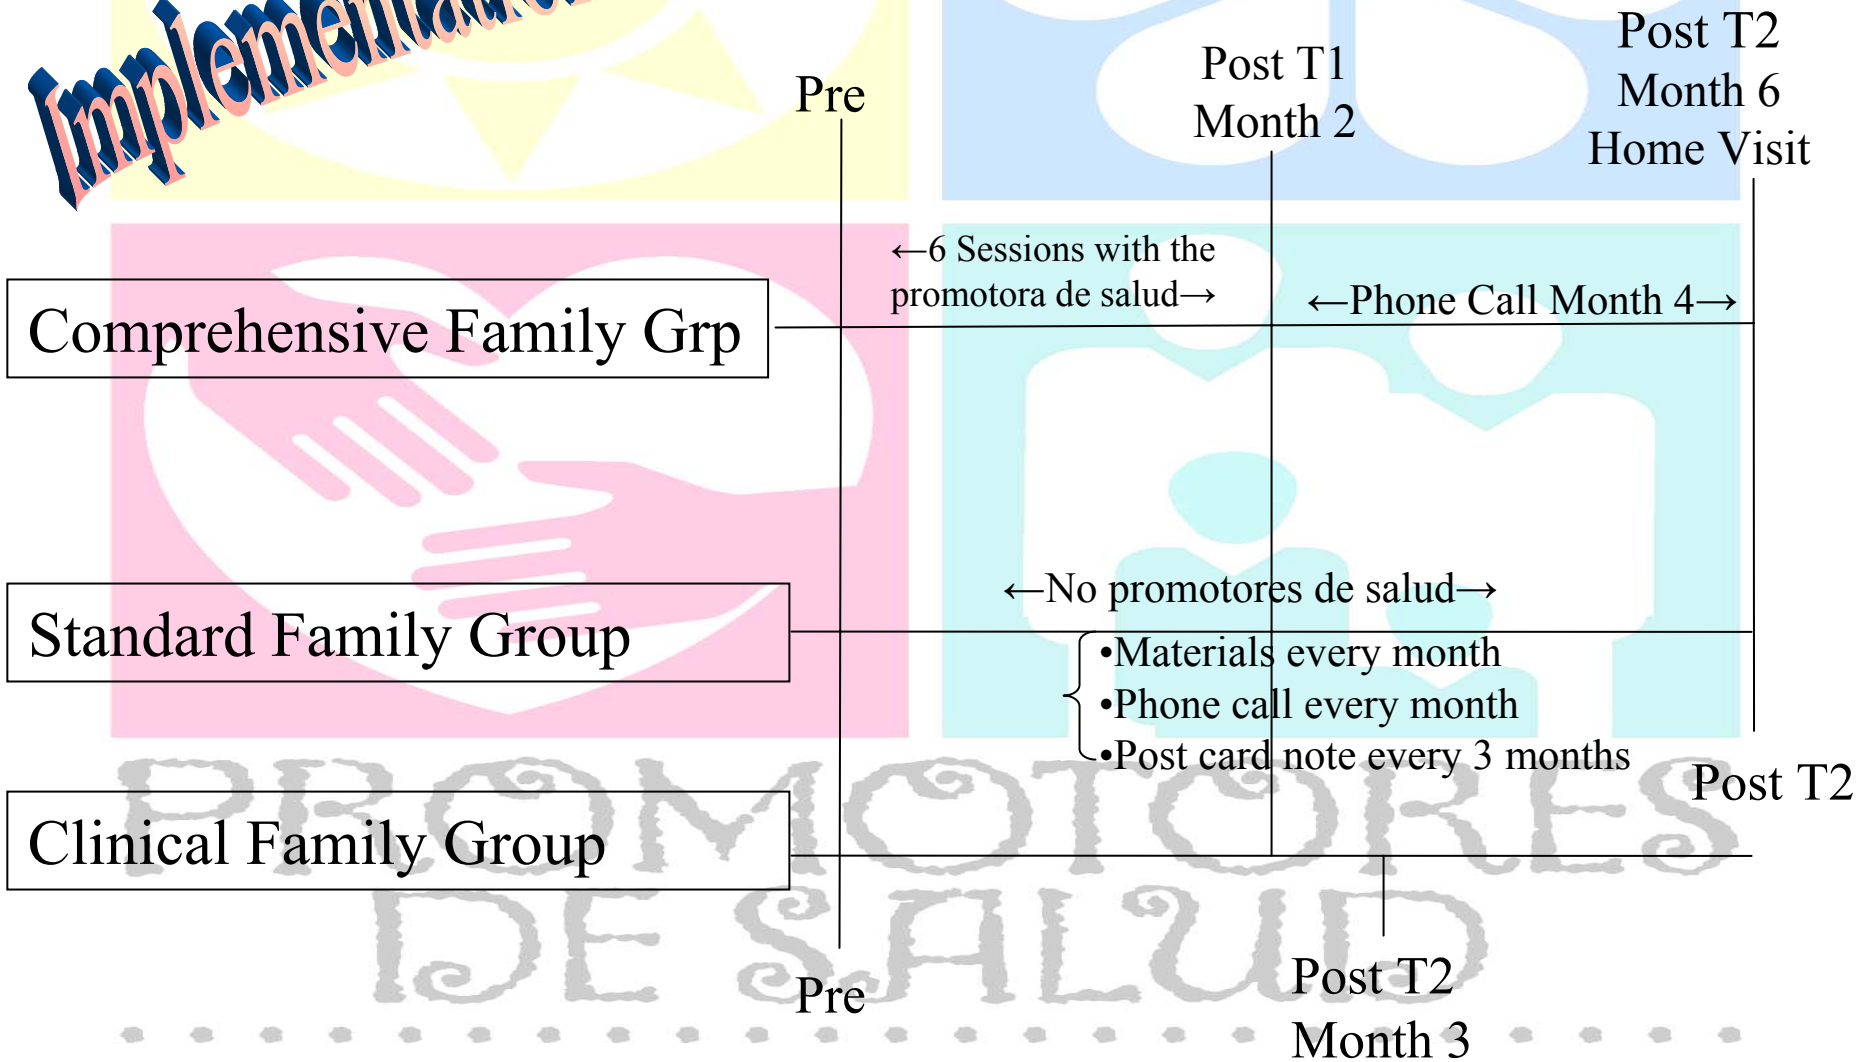 Implementation
Pre
Post T1
Month 2
Post T2
Month 6
Home Visit
←6 Sessions with the
promotora de salud→
←Phone Call Month 4→
Comprehensive Family Grp
←No promotores de salud→
Standard Family Group
•Materials every month
•Phone call every month
•Post card note every 3 months
Post T2
Clinical Family Group
PROMOTORES
DE SALUD
Pre
Post T2
Month 3